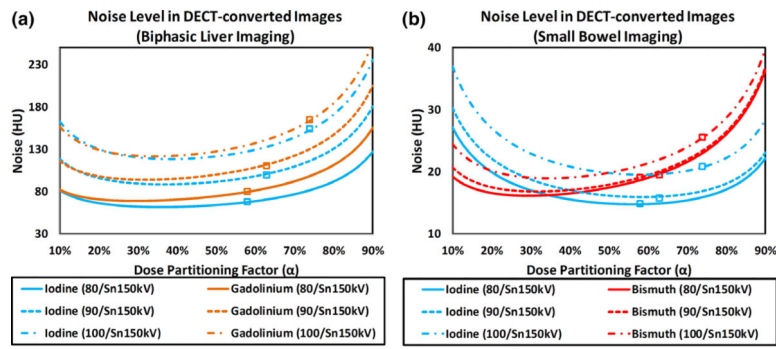 (a)
Noise Level in DECT-converted Images
(Biphasic Liver Imaging)
Noise (HU)
230
180
130
80
30
10% 20% 30% 40% 50% 60% 70% 80% 90%
Dose Partitioning Factor (α)
Iodine (80/Sn150kV) Gadolinium (80/Sn150kV)
Iodine (90/Sn150kV) Gadolinium (90/Sn150kV)
Iodine (100/Sn150kV) Gadolinium (100/Sn150kV)
(b)
Noise Level in DECT-converted Images
(Small Bowel Imaging)
Noise (HU)
40
30
20
10
10% 20% 30% 40% 50% 60% 70% 80% 90%
Dose Partitioning Factor (α)
Iodine (80/Sn150kV) Bismuth (80/Sn150kV)
Iodine (90/Sn150kV) Bismuth (90/Sn150kV)
Iodine (100/Sn150kV) Bismuth (100/Sn150kV)